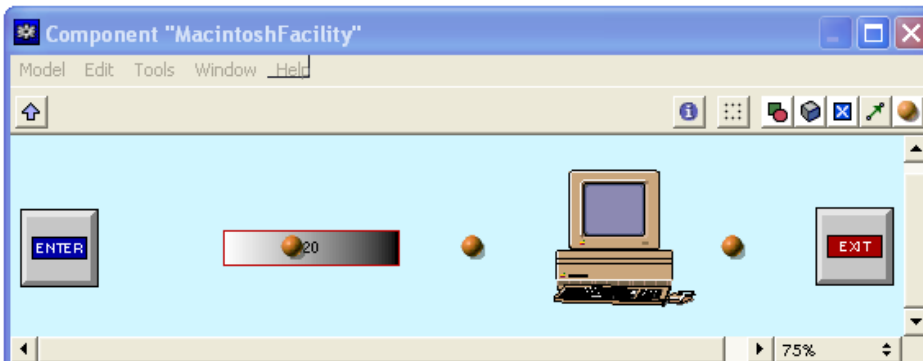 Component "MacintoshFacility"
Model Edit Tools Window Help
ENTER
20
EXIT
75%